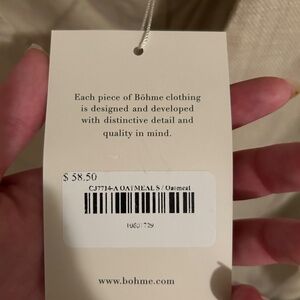 Each piece of Böhme clothing
is designed and developed
with distinctive detail and
quality in mind.
$ 58.50
CJ7714-A OATMEAL S / Oatmeal
www.bohme.com